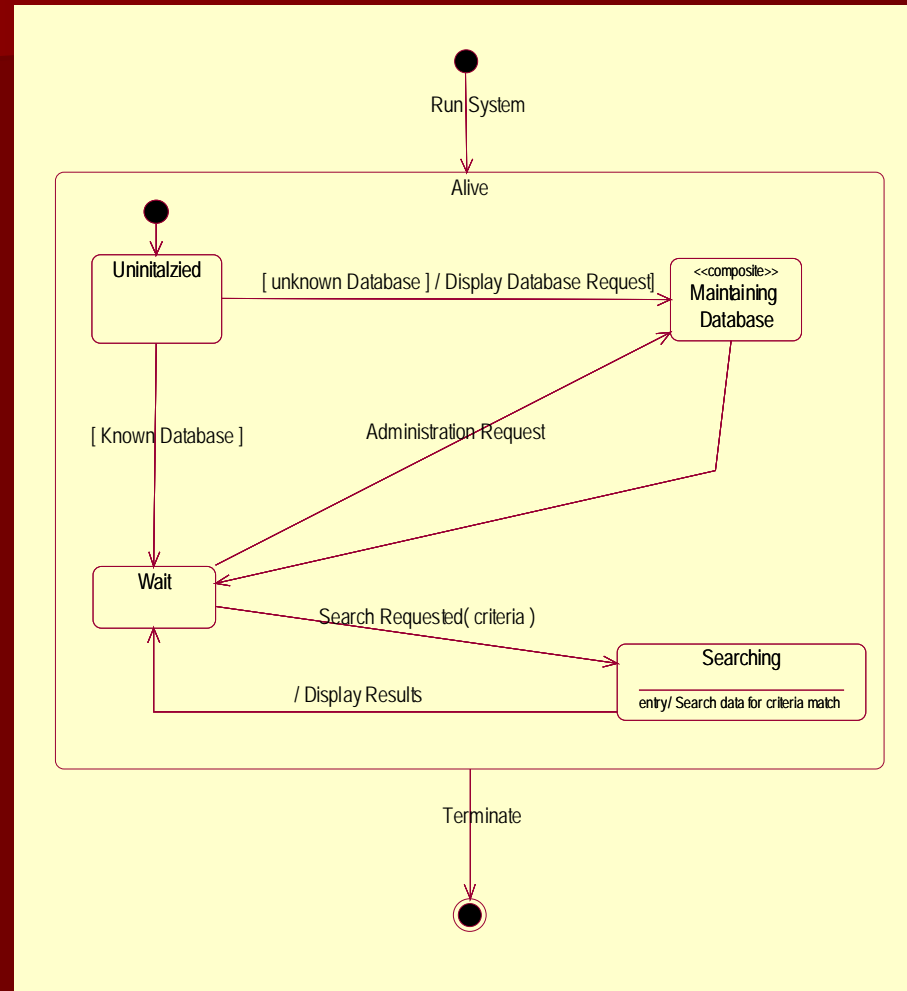 Run System
Alive
Uninitalzied
[ unknown Database ] / Display Database Request]
<<composite>>
Maintaining
Database
[ Known Database ]
Administration Request
Wait
Search Requested( criteria )
Searching
entry/ Search data for criteria match
/ Display Results
Terminate